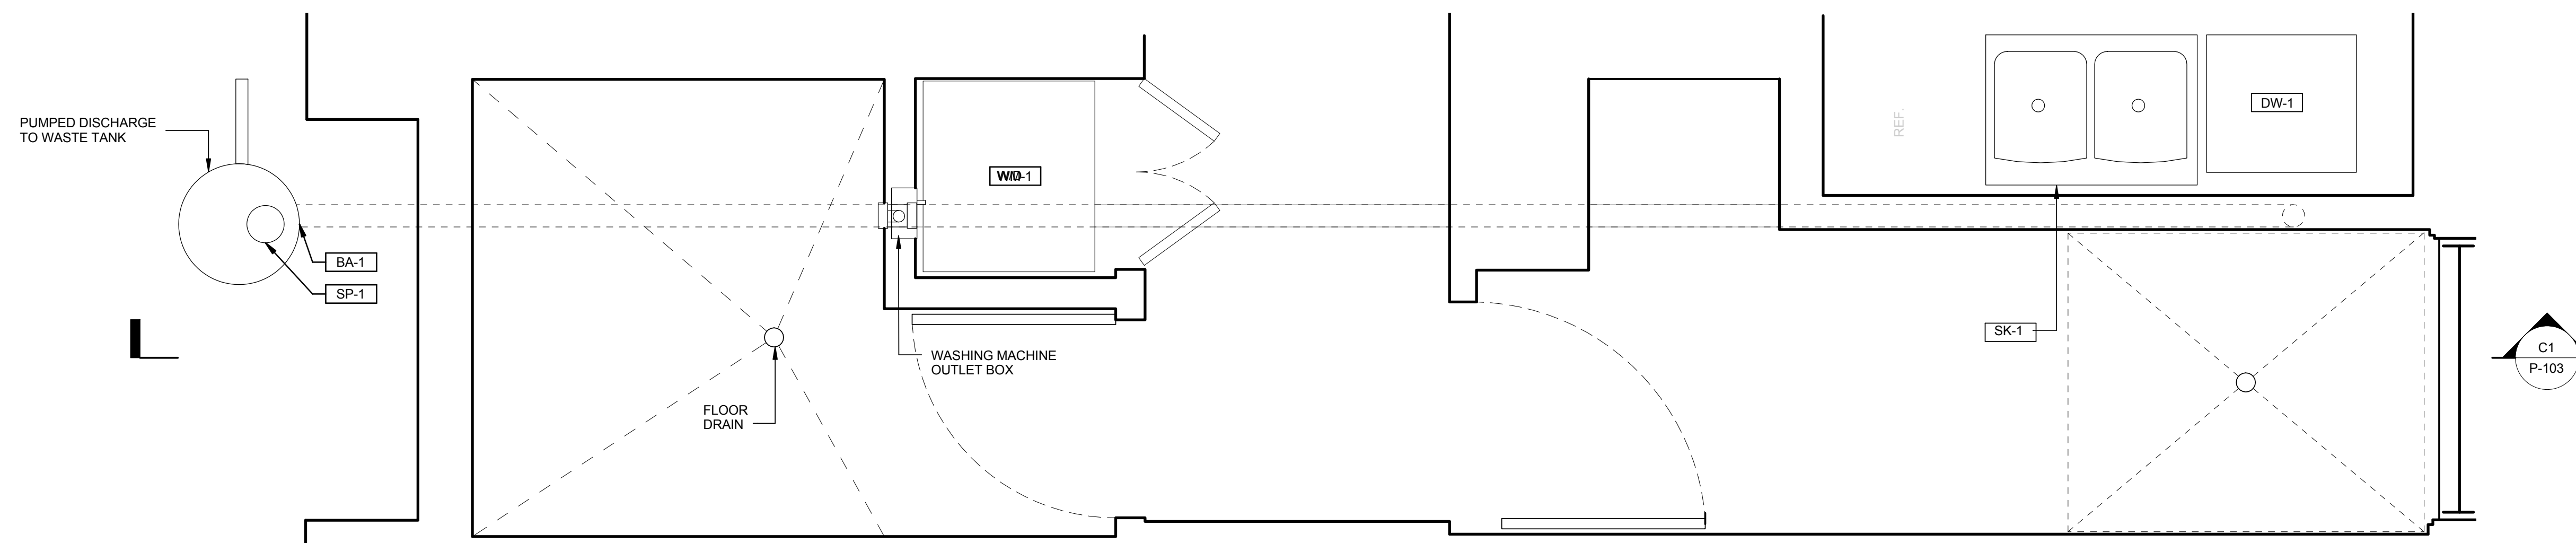 PUMPED DISCHARGE
TO WASTE TANK
BA-1
SP-1
FLOOR
DRAIN
WASHING MACHINE
OUTLET BOX
REF.
DW-1
SK-1
C1
P-103